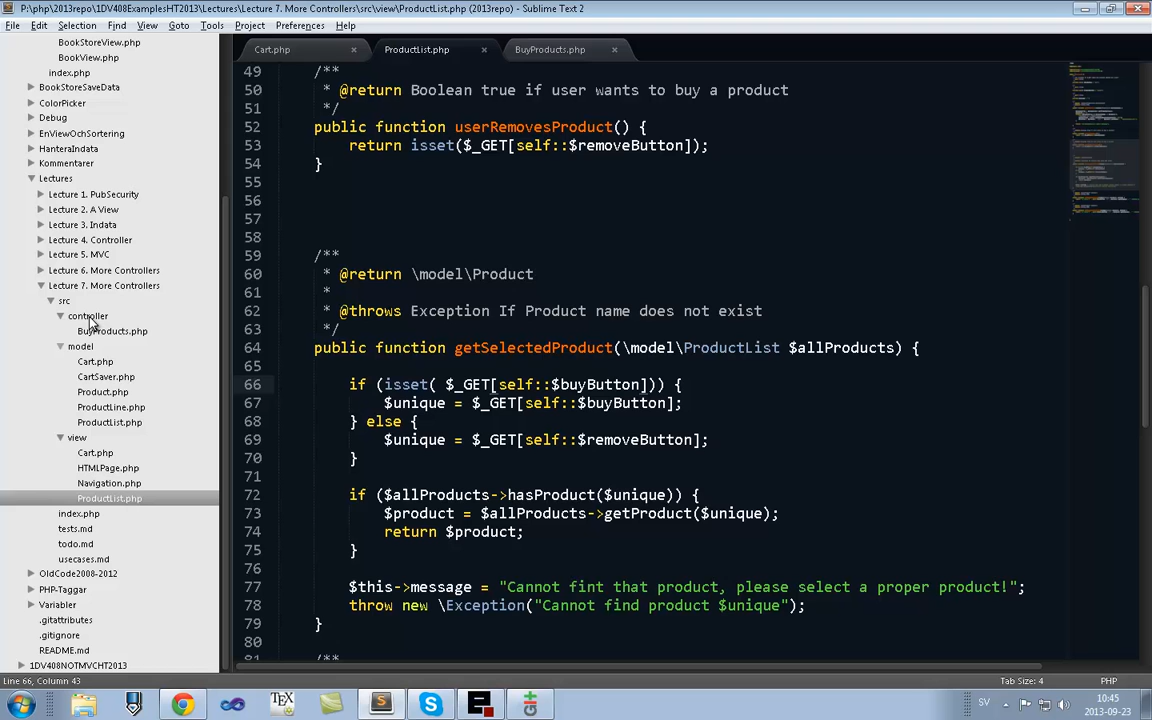 P:\php\2013repo\1DV408ExamplesHT2013\Lectures\Lecture 7. More Controllers\src\view\ProductList.php (2013repo) - Sublime Text 2
File Edit Selection Find View Goto Tools Project Preferences Help
BookStoreView.php
BookView.php
index.php
BookStoreSaveData
ColorPicker
Debug
EnViewOchSortering
HanteraIndata
Kommentarer
Lectures
Lecture 1. PubSecurity
Lecture 2. A View
Lecture 3. Indata
Lecture 4. Controller
Lecture 5. MVC
Lecture 6. More Controllers
Lecture 7. More Controllers
src
controller
BuyProducts.php
model
Cart.php
CartSaver.php
Product.php
ProductLine.php
ProductList.php
view
Cart.php
HTMLPage.php
Navigation.php
ProductList.php
index.php
tests.md
todo.md
usecases.md
OldCode2008-2012
PHP-Taggar
Variabler
.gitattributes
.gitignore
README.md
1DV408NOTMVCHT2013
Cart.php ProductList.php BuyProducts.php
49 /**
50 * @return Boolean true if user wants to buy a product
51 */
52 public function userRemovesProduct() {
53 return isset($_GET[self::$removeButton]);
54 }
55
56
57
58
59 /**
60 * @return \model\Product
61 *
62 * @throws Exception If Product name does not exist
63 */
64 public function getSelectedProduct(\model\ProductList $allProducts) {
65
66 if (isset( $_GET[self::$buyButton])) {
67 $unique = $_GET[self::$buyButton];
68 } else {
69 $unique = $_GET[self::$removeButton];
70 }
71
72 if ($allProducts->hasProduct($unique)) {
73 $product = $allProducts->getProduct($unique);
74 return $product;
75 }
76
77 $this->message = "Cannot fint that product, please select a proper product!";
78 throw new \Exception("Cannot find product $unique");
79 }
80
81 /**
Line 66, Column 43 Tab Size: 4 PHP
SV 10:45
2013-09-23